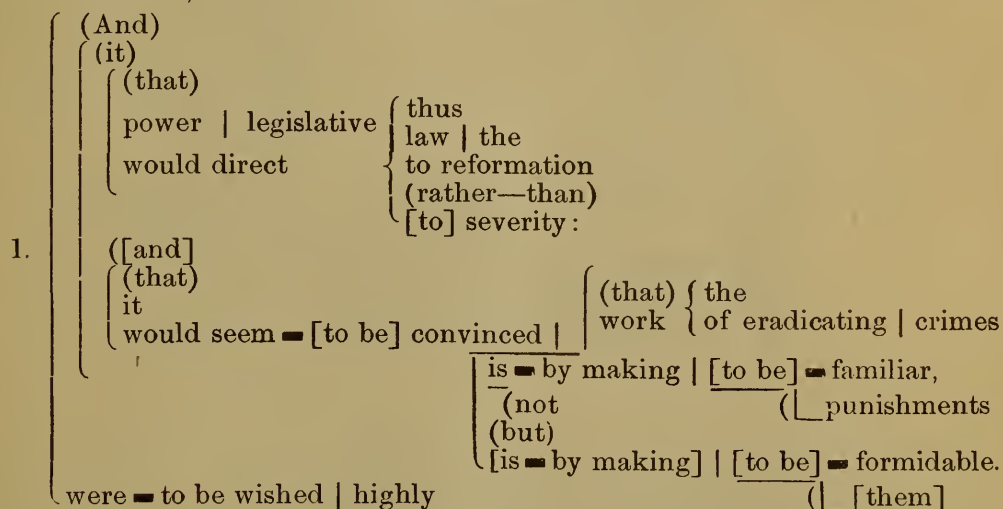 (And)
(it)
(that)
power | legislative
would direct
thus
law | the
to reformation
(rather—than)
[to] severity:
1.
([and]
(that)
it
would seem = [to be] convinced |
(that)
work
the
of eradicating | crimes
is = by making | [to be] = familiar,
(not
(punishments
(but)
[is = by making] | [to be] = formidable.
([them]
were = to be wished | highly